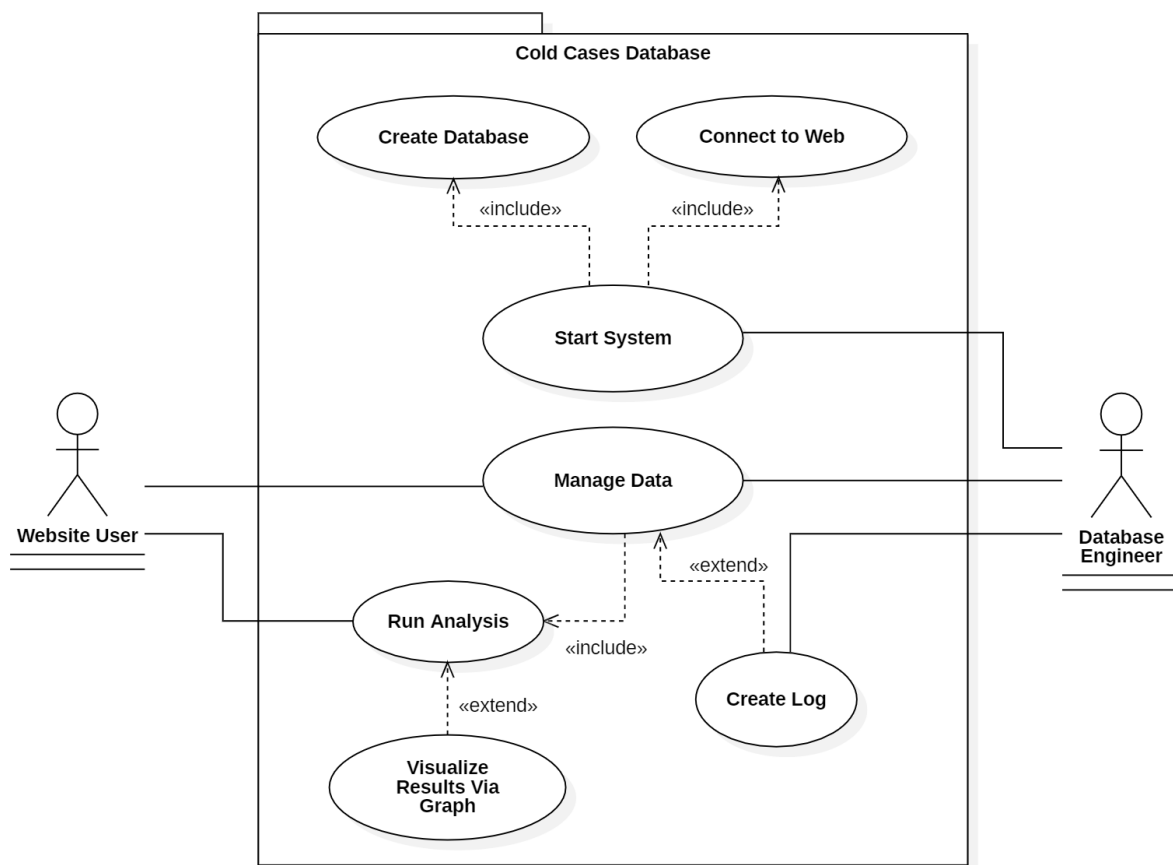 Cold Cases Database
Create Database
Connect to Web
«include»
«include»
Start System
Manage Data
Website User
Database
Engineer
«extend»
Run Analysis
«include»
Create Log
«extend»
Visualize
Results Via
Graph